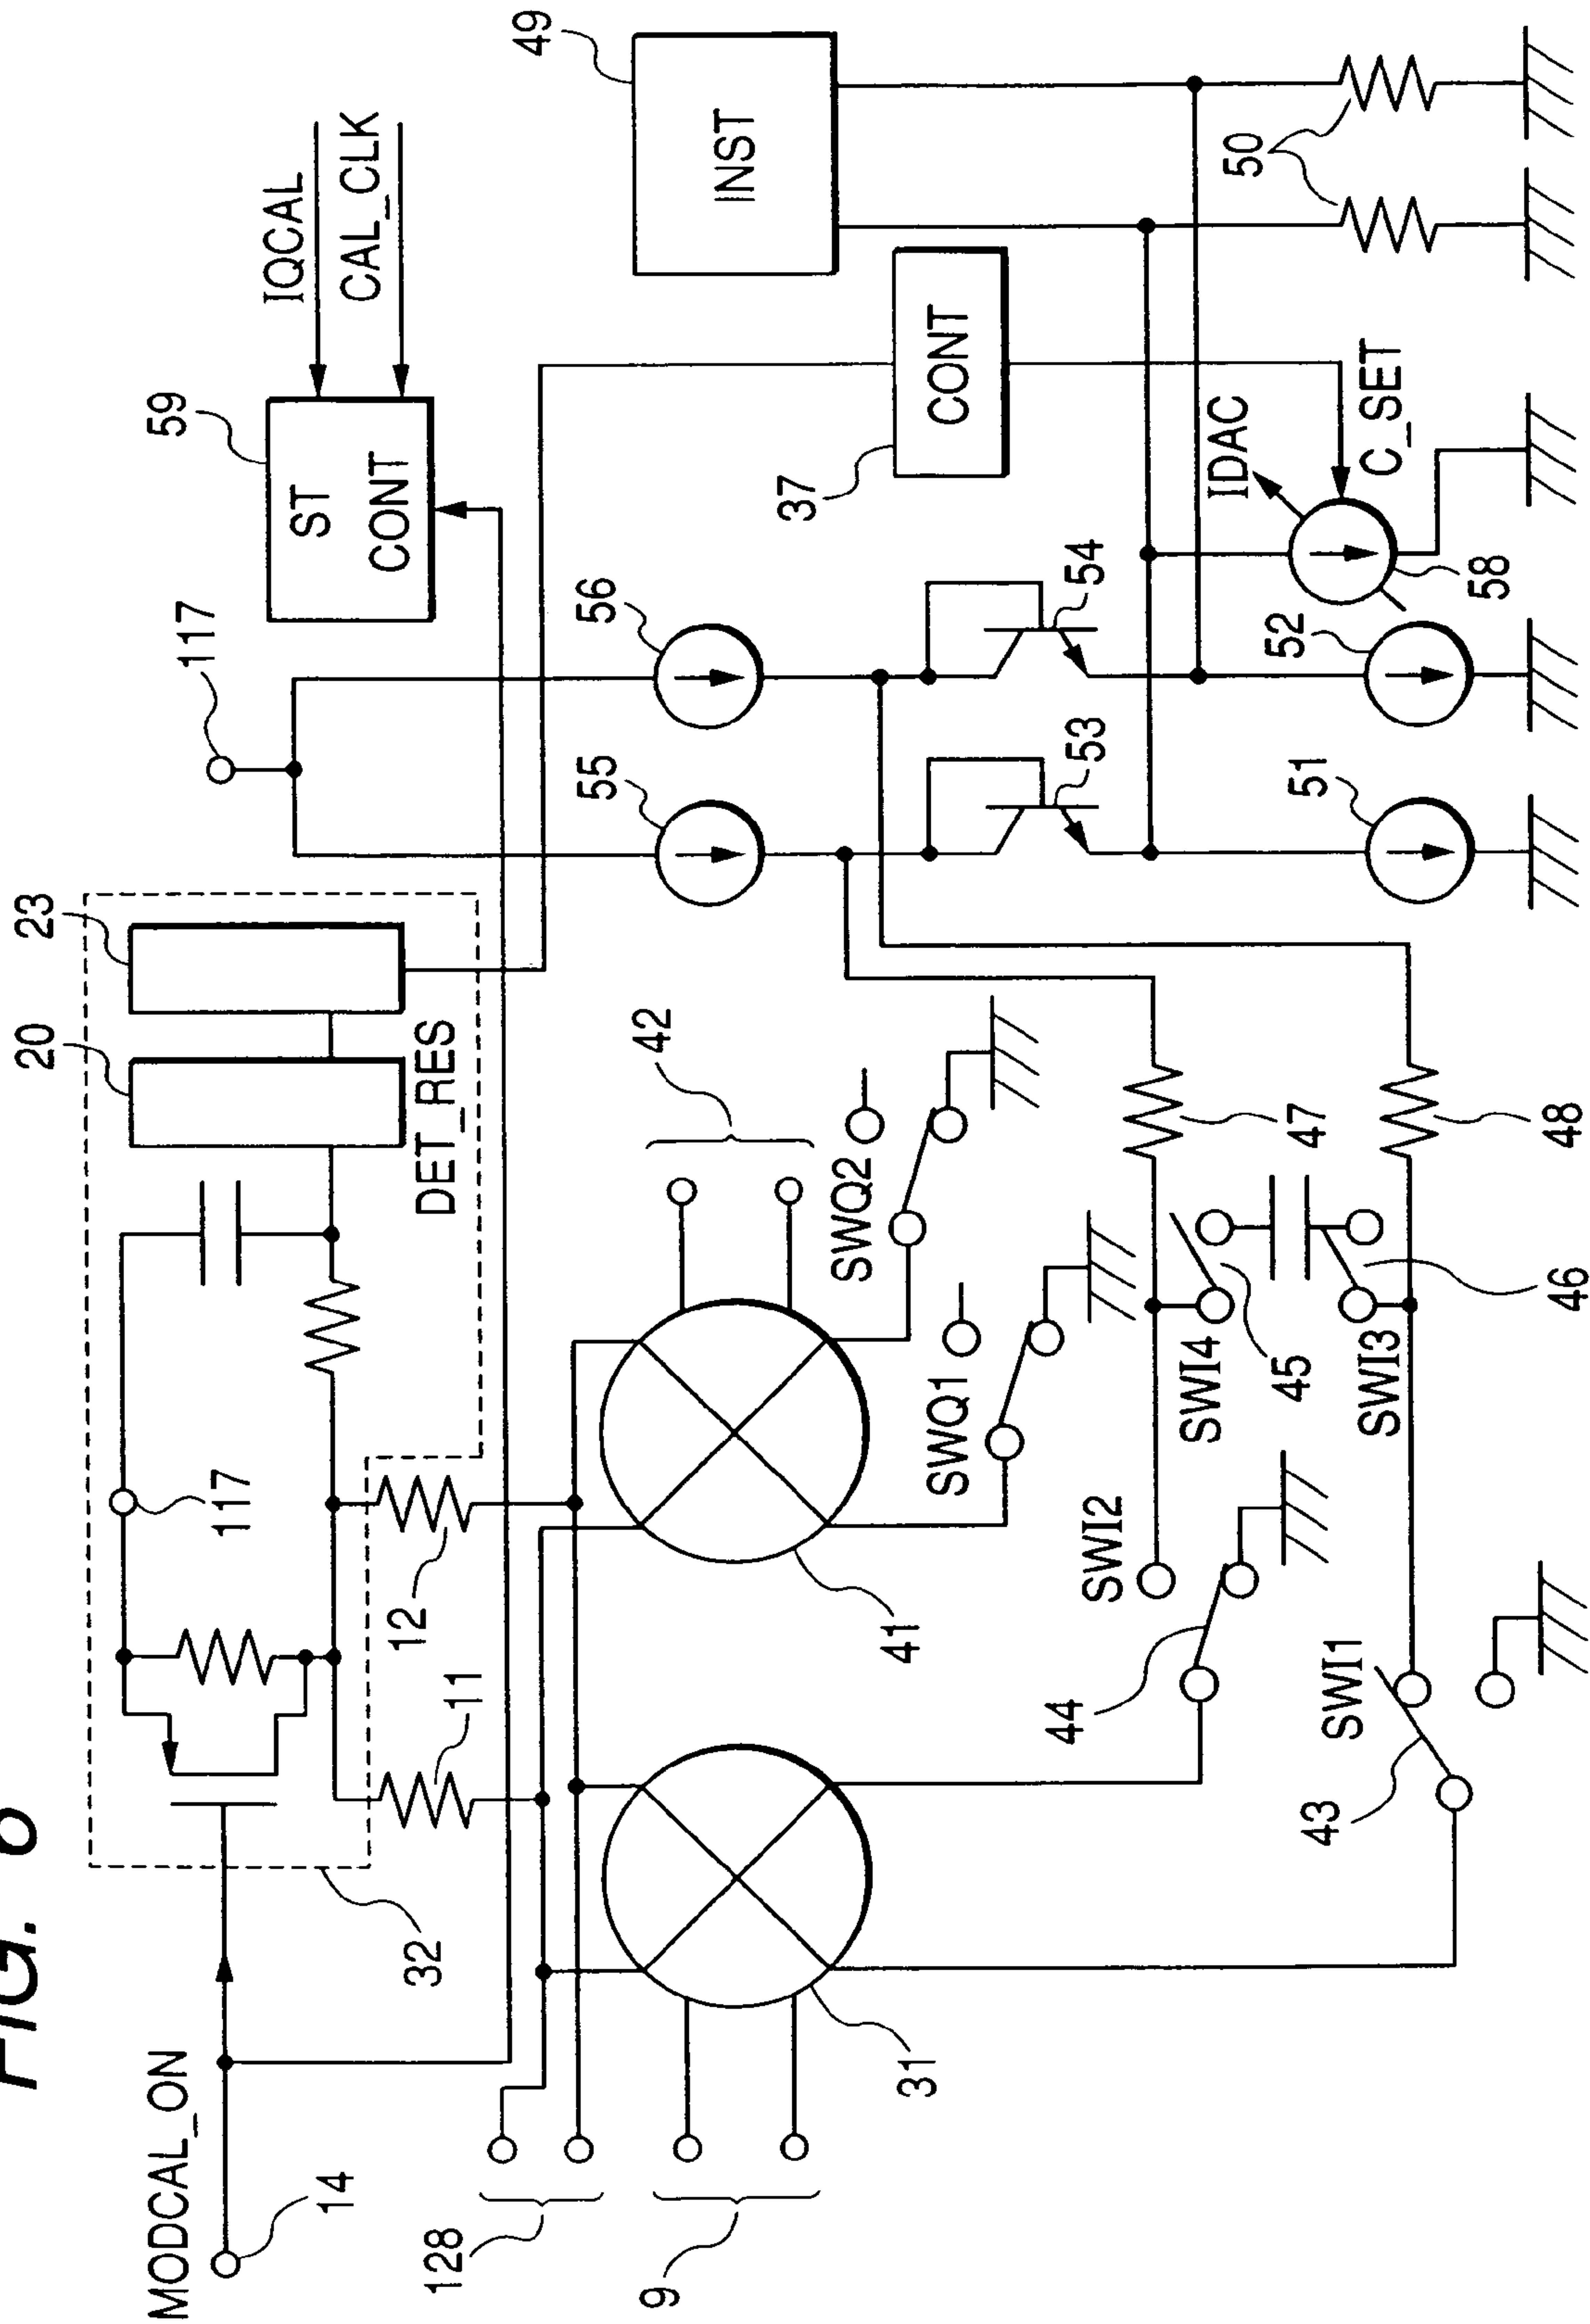 FIG. 6
MODCAL_ON
14
128
9
32
31
11
12
117
41
42
20
23
DET_RES
117
59
ST
CONT
IQCAL
CAL_CLK
49
INST
37
CONT
50
IDAC
C_SET
58
55
56
53
54
51
52
SWQ2
SWQ1
SWI2
SWI4
SWI3
SWI1
43
44
45
46
47
48